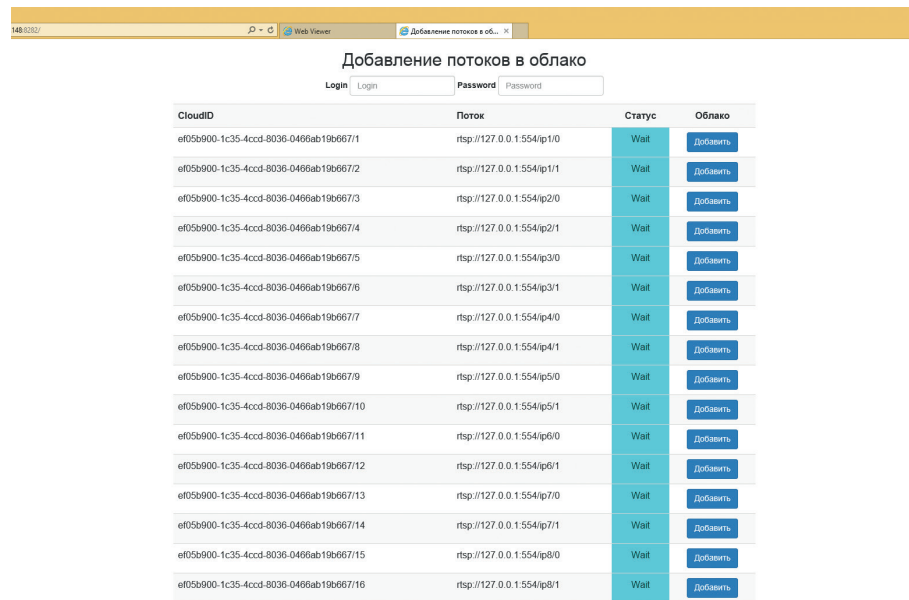 148:8282/ Web Viewer Добавление потоков в об... ×
Добавление потоков в облако
Login Login Password Password
CloudID Поток Статус Облако
ef05b900-1c35-4ccd-8036-0466ab19b667/1 rtsp://127.0.0.1:554/ip1/0 Wait Добавить
ef05b900-1c35-4ccd-8036-0466ab19b667/2 rtsp://127.0.0.1:554/ip1/1 Wait Добавить
ef05b900-1c35-4ccd-8036-0466ab19b667/3 rtsp://127.0.0.1:554/ip2/0 Wait Добавить
ef05b900-1c35-4ccd-8036-0466ab19b667/4 rtsp://127.0.0.1:554/ip2/1 Wait Добавить
ef05b900-1c35-4ccd-8036-0466ab19b667/5 rtsp://127.0.0.1:554/ip3/0 Wait Добавить
ef05b900-1c35-4ccd-8036-0466ab19b667/6 rtsp://127.0.0.1:554/ip3/1 Wait Добавить
ef05b900-1c35-4ccd-8036-0466ab19b667/7 rtsp://127.0.0.1:554/ip4/0 Wait Добавить
ef05b900-1c35-4ccd-8036-0466ab19b667/8 rtsp://127.0.0.1:554/ip4/1 Wait Добавить
ef05b900-1c35-4ccd-8036-0466ab19b667/9 rtsp://127.0.0.1:554/ip5/0 Wait Добавить
ef05b900-1c35-4ccd-8036-0466ab19b667/10 rtsp://127.0.0.1:554/ip5/1 Wait Добавить
ef05b900-1c35-4ccd-8036-0466ab19b667/11 rtsp://127.0.0.1:554/ip6/0 Wait Добавить
ef05b900-1c35-4ccd-8036-0466ab19b667/12 rtsp://127.0.0.1:554/ip6/1 Wait Добавить
ef05b900-1c35-4ccd-8036-0466ab19b667/13 rtsp://127.0.0.1:554/ip7/0 Wait Добавить
ef05b900-1c35-4ccd-8036-0466ab19b667/14 rtsp://127.0.0.1:554/ip7/1 Wait Добавить
ef05b900-1c35-4ccd-8036-0466ab19b667/15 rtsp://127.0.0.1:554/ip8/0 Wait Добавить
ef05b900-1c35-4ccd-8036-0466ab19b667/16 rtsp://127.0.0.1:554/ip8/1 Wait Добавить